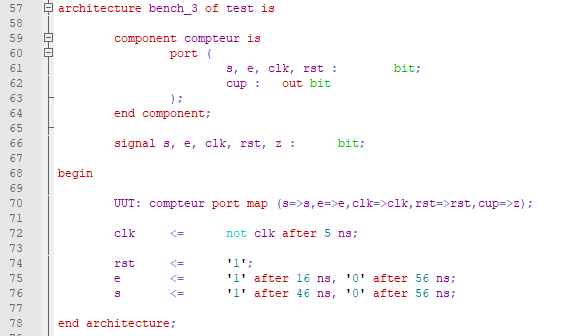 57 architecture bench_3 of test is
58
59 component compteur is
60 port (
61 s, e, clk, rst : bit;
62 cup : out bit
63 );
64 end component;
65
66 signal s, e, clk, rst, z : bit;
67
68 begin
69
70 UUT: compteur port map (s=>s,e=>e,clk=>clk,rst=>rst,cup=>z);
71
72 clk <= not clk after 5 ns;
73
74 rst <= '1';
75 e <= '1' after 16 ns, '0' after 56 ns;
76 s <= '1' after 46 ns, '0' after 56 ns;
77
78 end architecture;